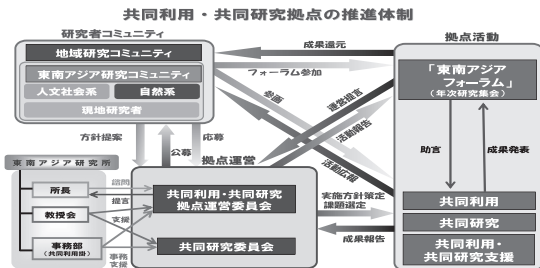 共同利用・共同研究拠点の推進体制
研究者コミュニティ
地域研究コミュニティ
東南アジア研究コミュニティ
人文社会系
自然系
現地研究者
成果還元
フォーラム参加
参画
運営提言
活動報告
活動広報
拠点活動
「東南アジア
フォーラム」
(年次研究集会)
助言
成果発表
共同利用
共同研究
共同利用・
共同研究支援
方針提案
公募
応募
拠点運営
共同利用・共同研究
拠点運営委員会
共同研究委員会
実施方針策定
課題選定
成果報告
東南アジア研究所
所長
教授会
事務部
(共同利用掛)
諮問
提言
支援
事務
支援